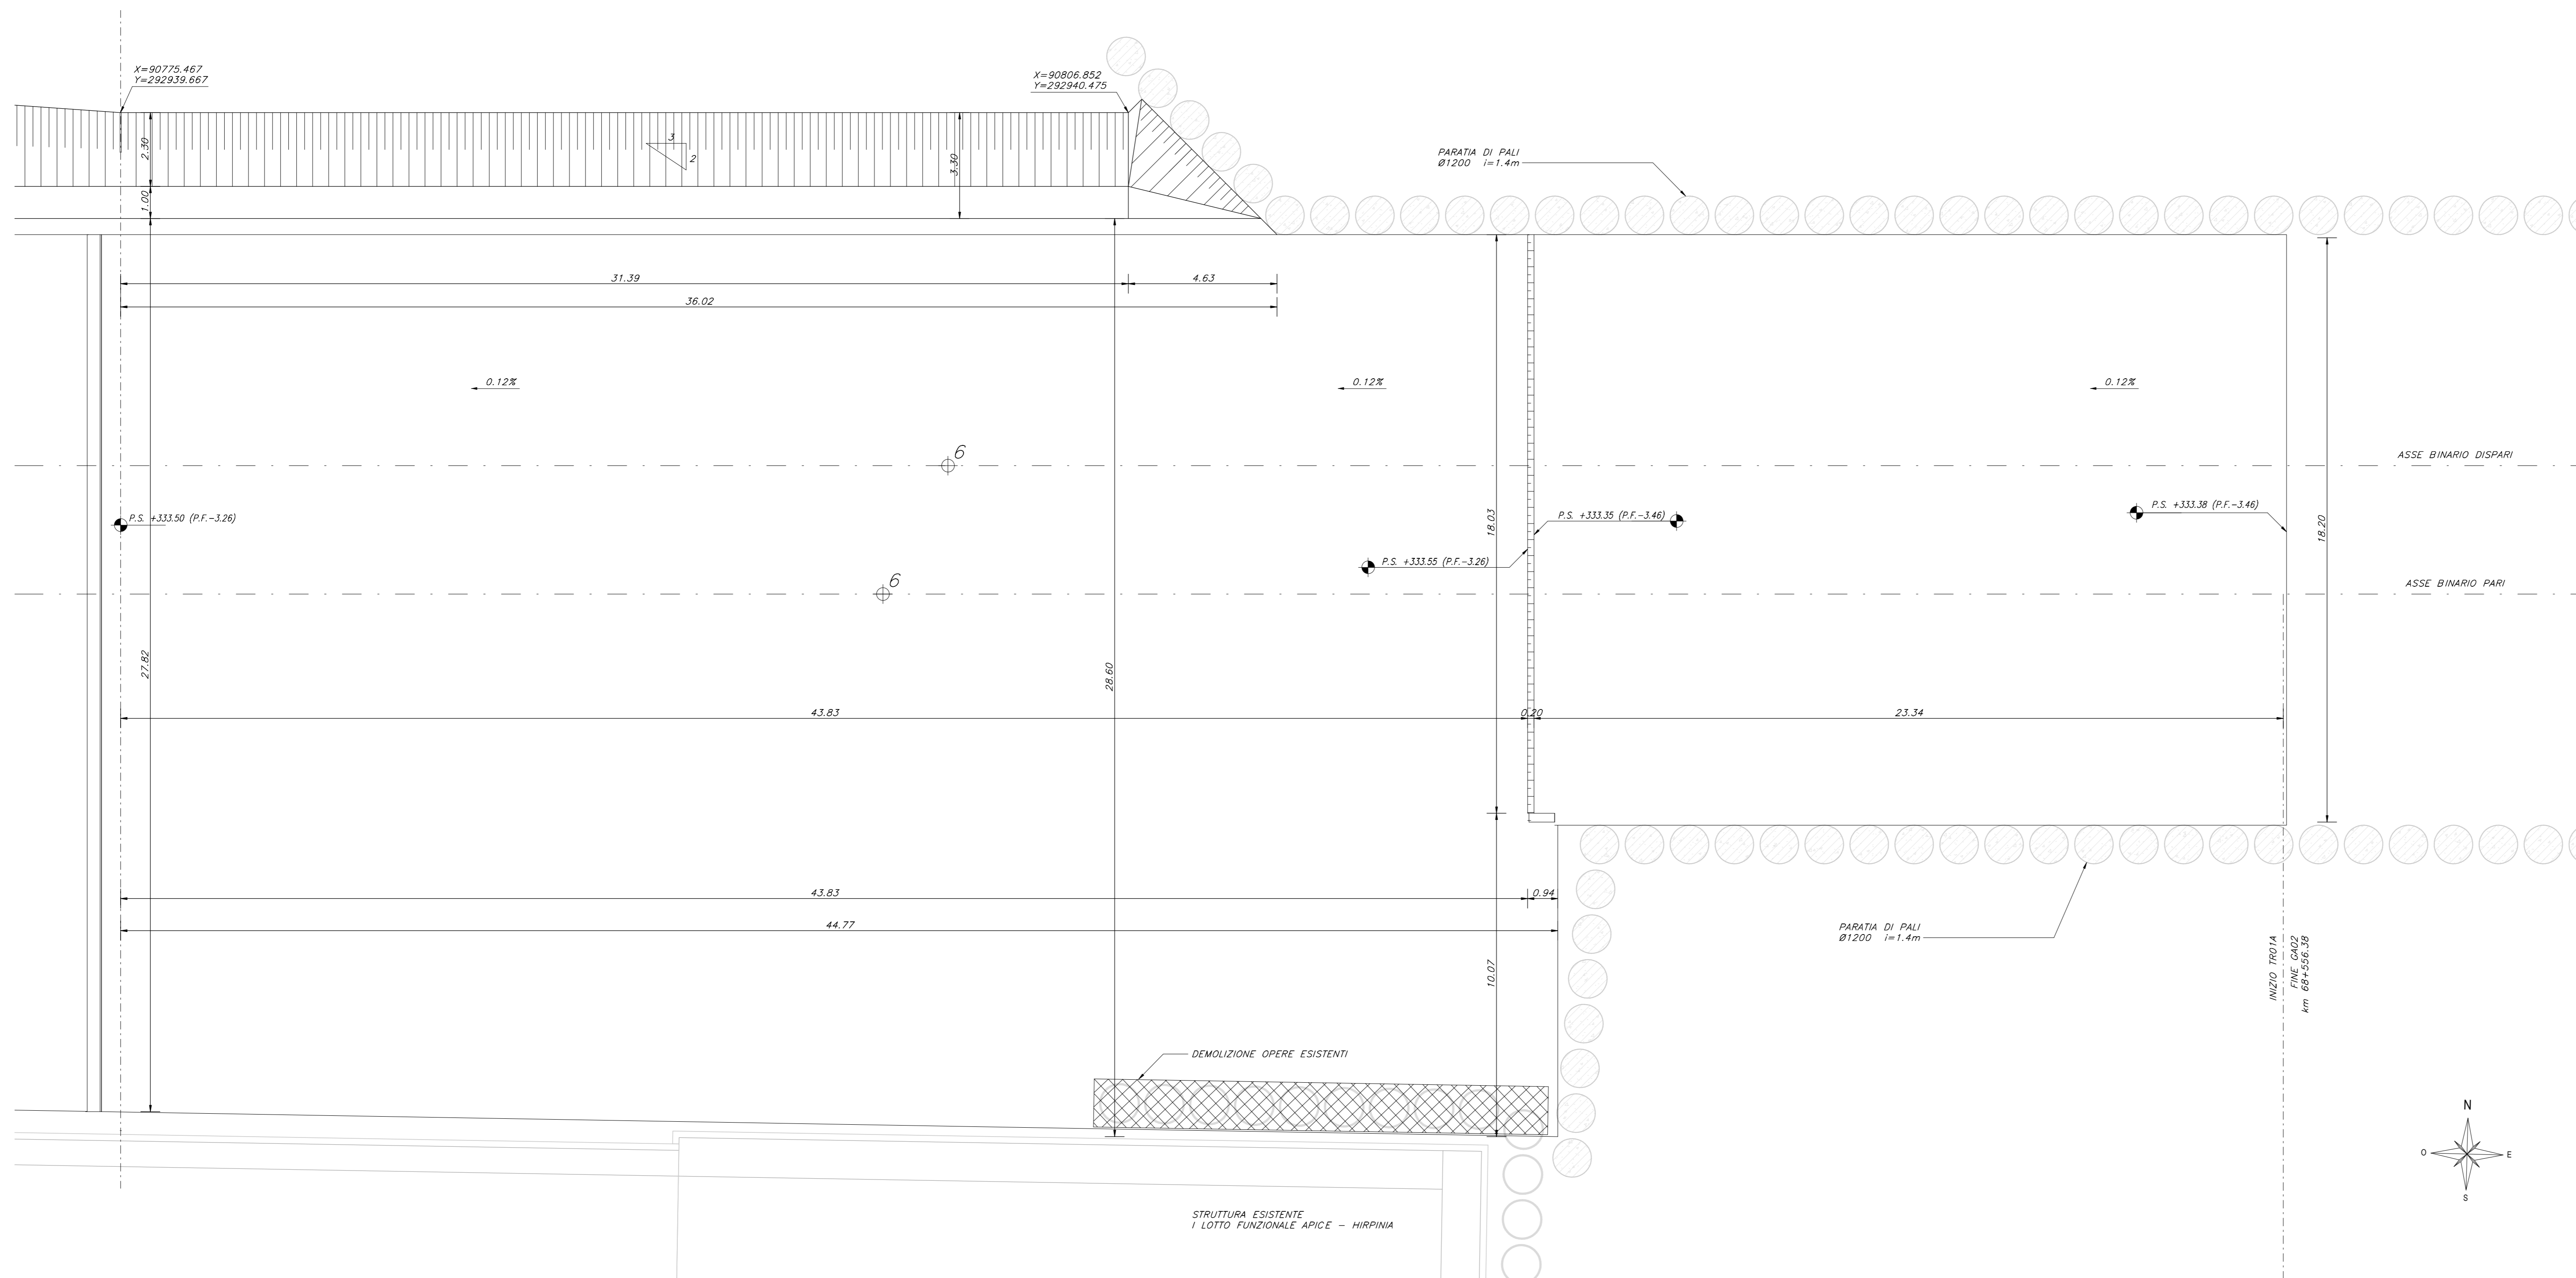 X=90775.467
Y=292939.667
X=90806.852
Y=292940.475
2.30
1.00
3
2
3.30
PARATIA DI PALI
Ø1200 i=1.4m
31.39
4.63
36.02
0.12%
0.12%
0.12%
6
ASSE BINARIO DISPARI
P.S. +333.50 (P.F.-3.26)
P.S. +333.35 (P.F.-3.46)
P.S. +333.38 (P.F.-3.46)
18.03
18.20
P.S. +333.55 (P.F.-3.26)
6
ASSE BINARIO PARI
27.82
28.60
43.83
0.20
23.34
43.83
0.94
44.77
PARATIA DI PALI
Ø1200 i=1.4m
10.07
INIZIO TR01A
FINE GA02
km 68+556.38
DEMOLIZIONE OPERE ESISTENTI
N
O
E
S
STRUTTURA ESISTENTE
I LOTTO FUNZIONALE APICE - HIRPINIA